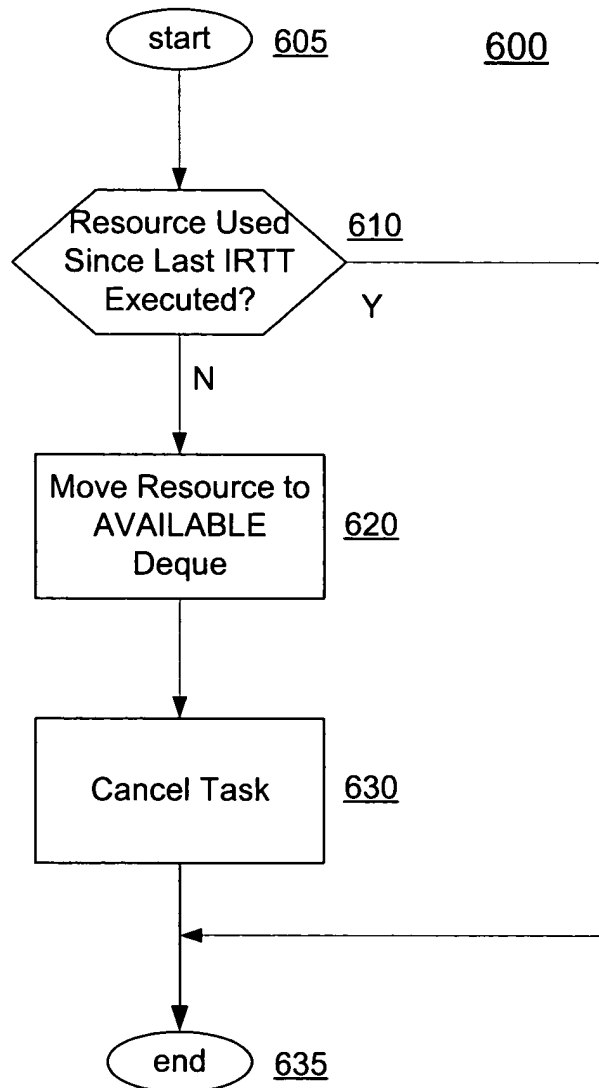 start 605 600
Resource Used
Since Last IRTT
Executed?
610
Y
N
Move Resource to
AVAILABLE
Deque
620
Cancel Task 630
end 635